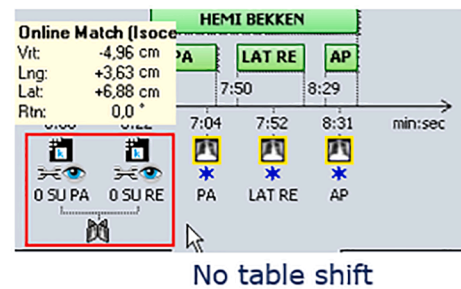 HEMI BEKKEN
Online Match (Isoce
Vrt: -4,96 cm
Lng: +3,63 cm
Lat: +6,88 cm
Rtn: 0,0 °
PA LAT RE AP
7:50 8:29
7:04 7:52 8:31 min:sec
0 SU PA 0 SU RE PA LAT RE AP
No table shift